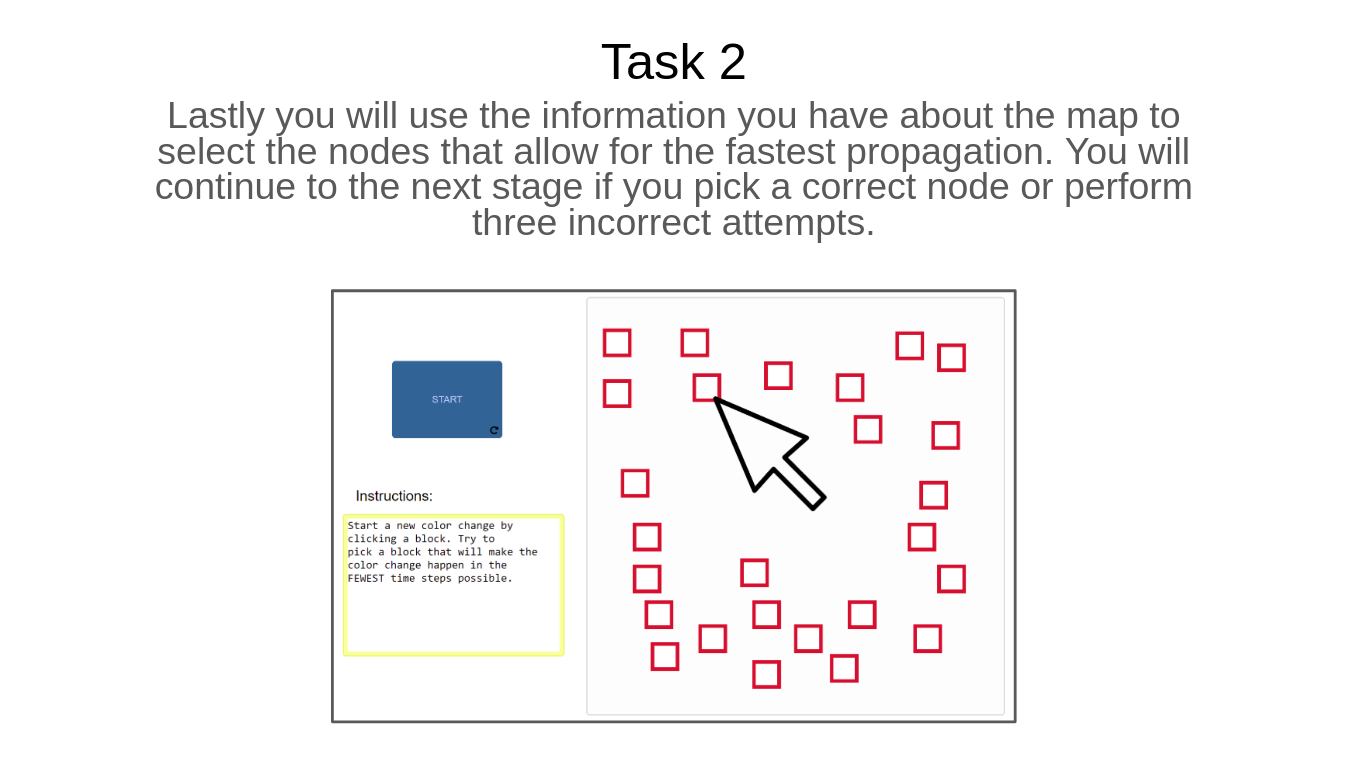 Task 2
Lastly you will use the information you have about the map to
select the nodes that allow for the fastest propagation. You will
continue to the next stage if you pick a correct node or perform
three incorrect attempts.
START
Instructions:
Start a new color change by
clicking a block. Try to
pick a block that will make the
color change happen in the
FEWEST time steps possible.